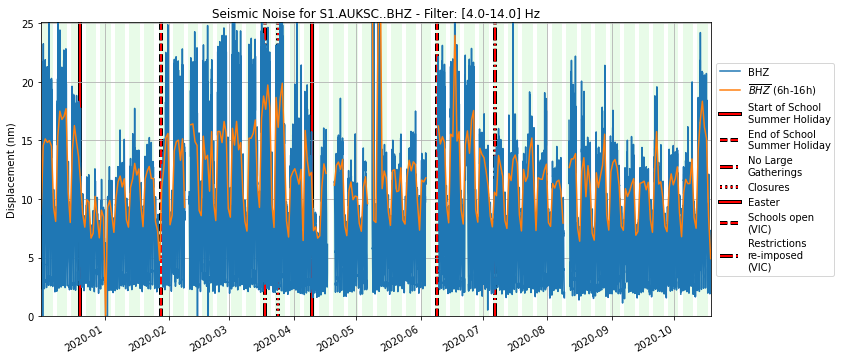 Seismic Noise for S1.AUKSC..BHZ - Filter: [4.0-14.0] Hz
Displacement (nm)
25
20
15
10
5
0
2020-01
2020-02
2020-03
2020-04
2020-05
2020-06
2020-07
2020-08
2020-09
2020-10
BHZ
BHZ (6h-16h)
Start of School
Summer Holiday
End of School
Summer Holiday
No Large
Gatherings
Closures
Easter
Schools open
(VIC)
Restrictions
re-imposed
(VIC)